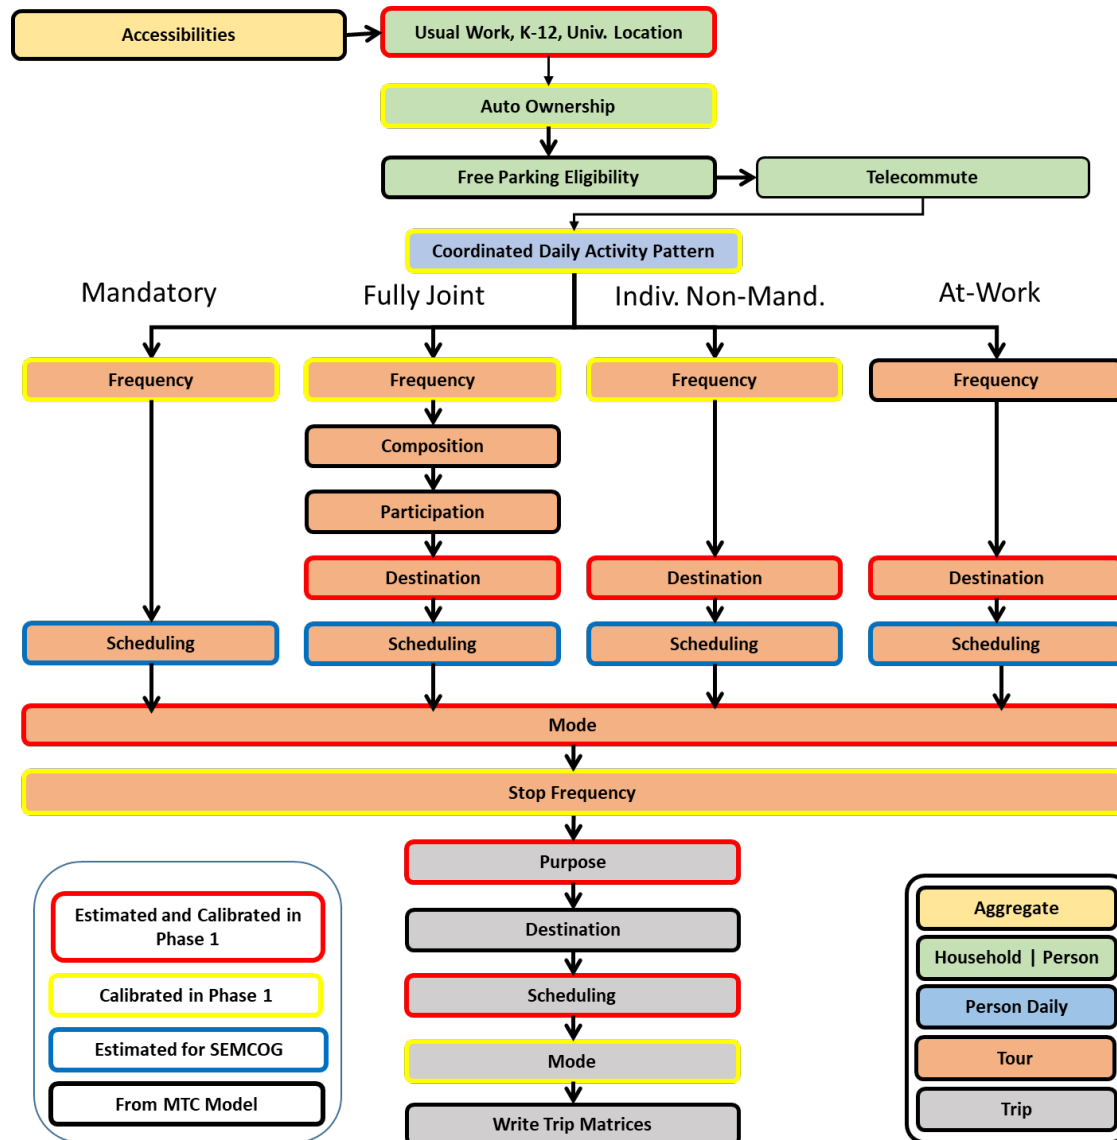 Accessibilities
Usual Work, K-12, Univ. Location
Auto Ownership
Free Parking Eligibility
Telecommute
Coordinated Daily Activity Pattern
Mandatory
Fully Joint
Indiv. Non-Mand.
At-Work
Frequency
Frequency
Frequency
Frequency
Composition
Participation
Destination
Destination
Destination
Scheduling
Scheduling
Scheduling
Scheduling
Mode
Stop Frequency
Purpose
Destination
Scheduling
Mode
Write Trip Matrices
Estimated and Calibrated in
Phase 1
Calibrated in Phase 1
Estimated for SEMCOG
From MTC Model
Aggregate
Household | Person
Person Daily
Tour
Trip